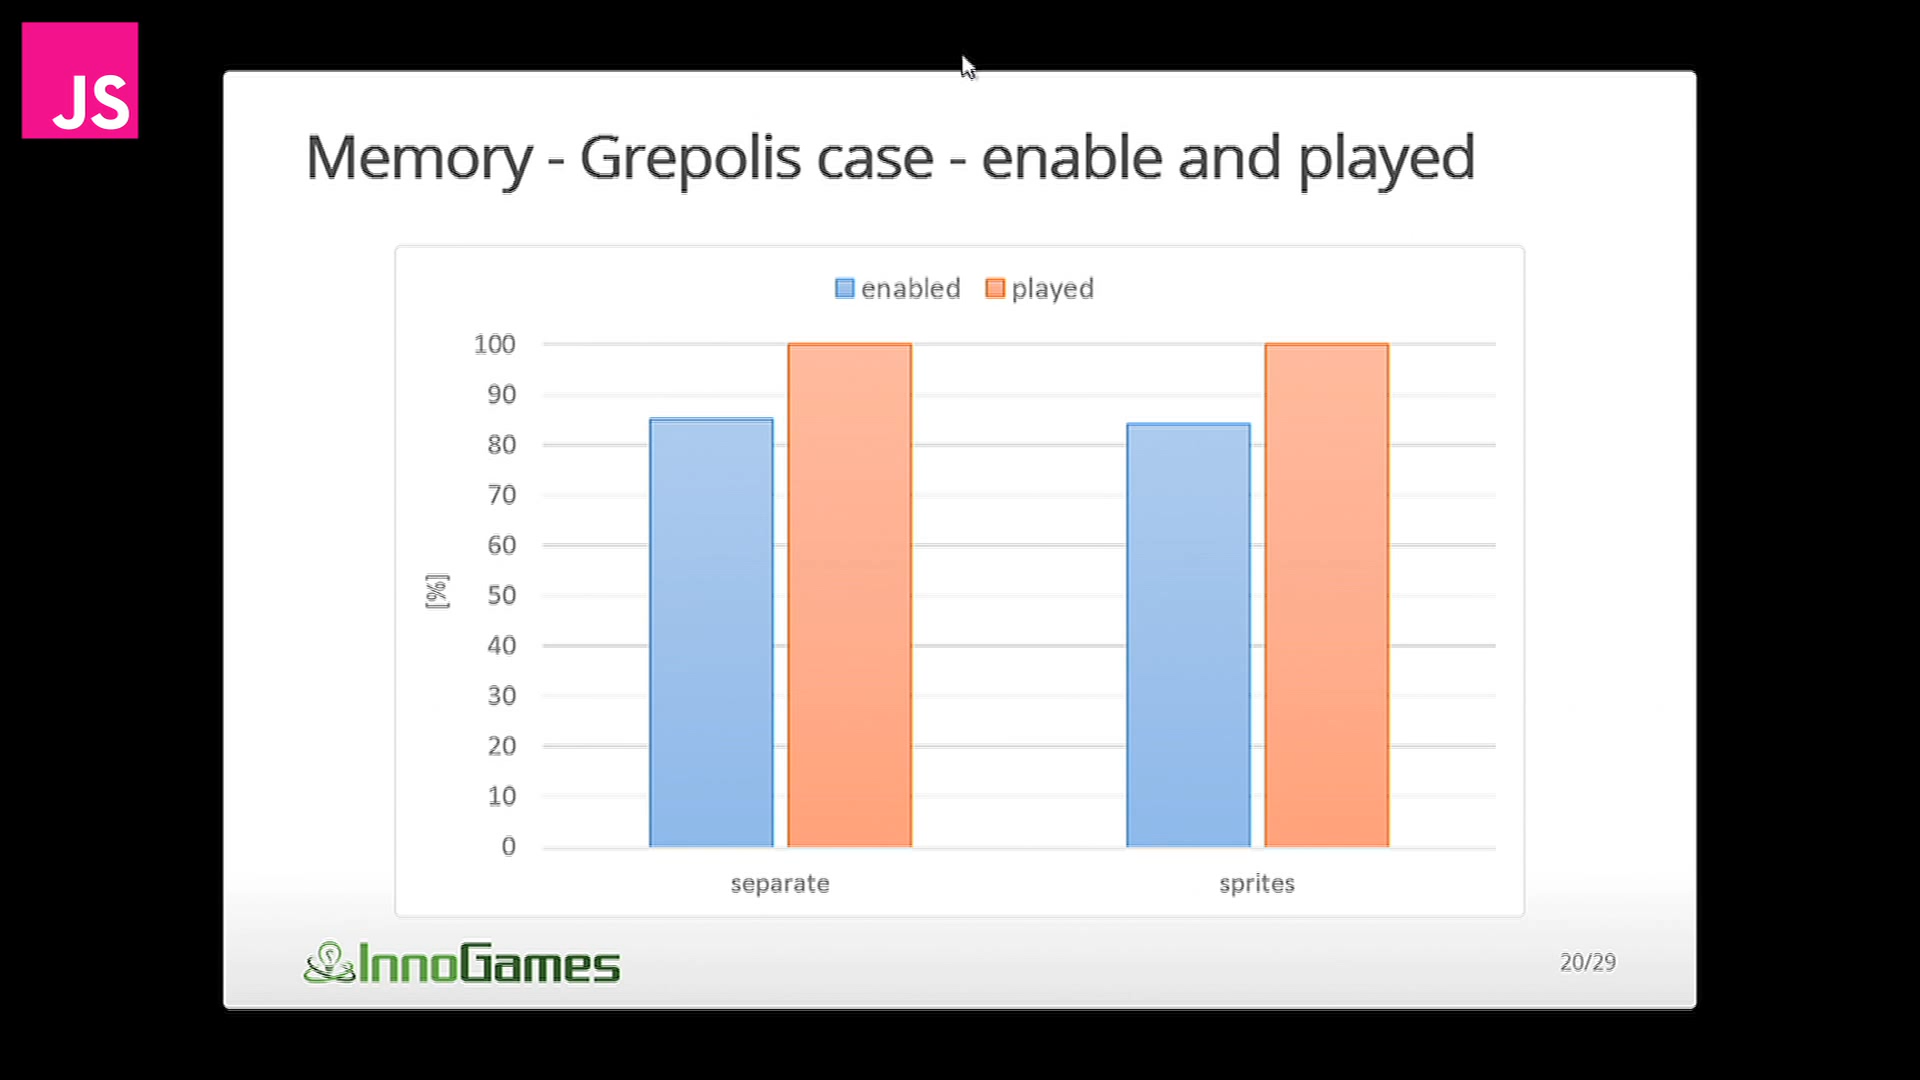 JS
Memory - Grepolis case - enable and played
enabled played
100
90
80
70
60
50
40
30
20
10
0
[%]
separate sprites
InnoGames
20/29